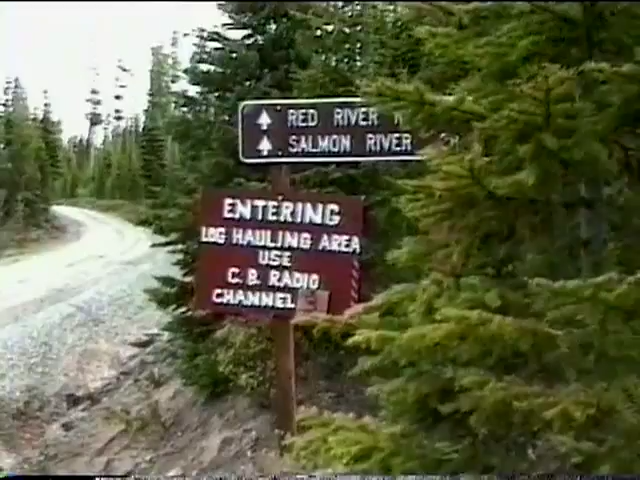 RED RIVER
SALMON RIVER
ENTERING
LOG HAULING AREA
USE
C.B. RADIO
CHANNEL